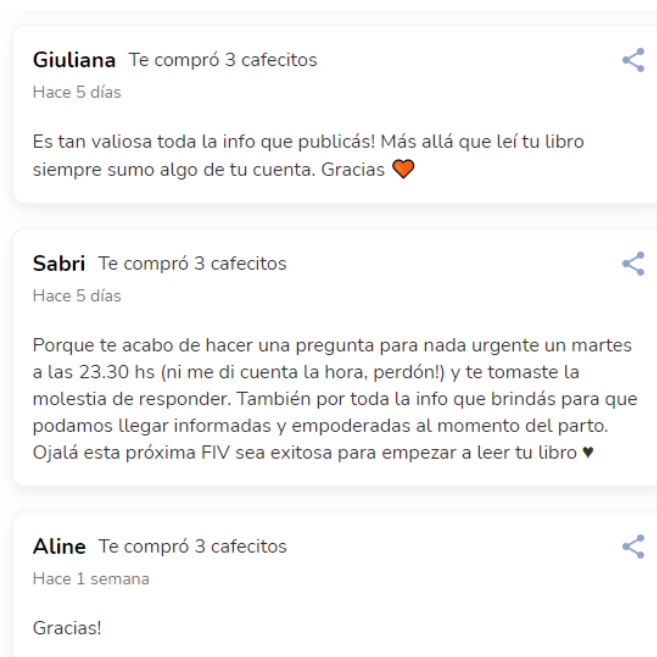 Giuliana Te compró 3 cafecitos
Hace 5 días
Es tan valiosa toda la info que publicás! Más allá que leí tu libro
siempre sumo algo de tu cuenta. Gracias 🧡
Sabri Te compró 3 cafecitos
Hace 5 días
Porque te acabo de hacer una pregunta para nada urgente un martes
a las 23.30 hs (ni me di cuenta la hora, perdón!) y te tomaste la
molestia de responder. También por toda la info que brindás para que
podamos llegar informadas y empoderadas al momento del parto.
Ojalá esta próxima FIV sea exitosa para empezar a leer tu libro ♥
Aline Te compró 3 cafecitos
Hace 1 semana
Gracias!